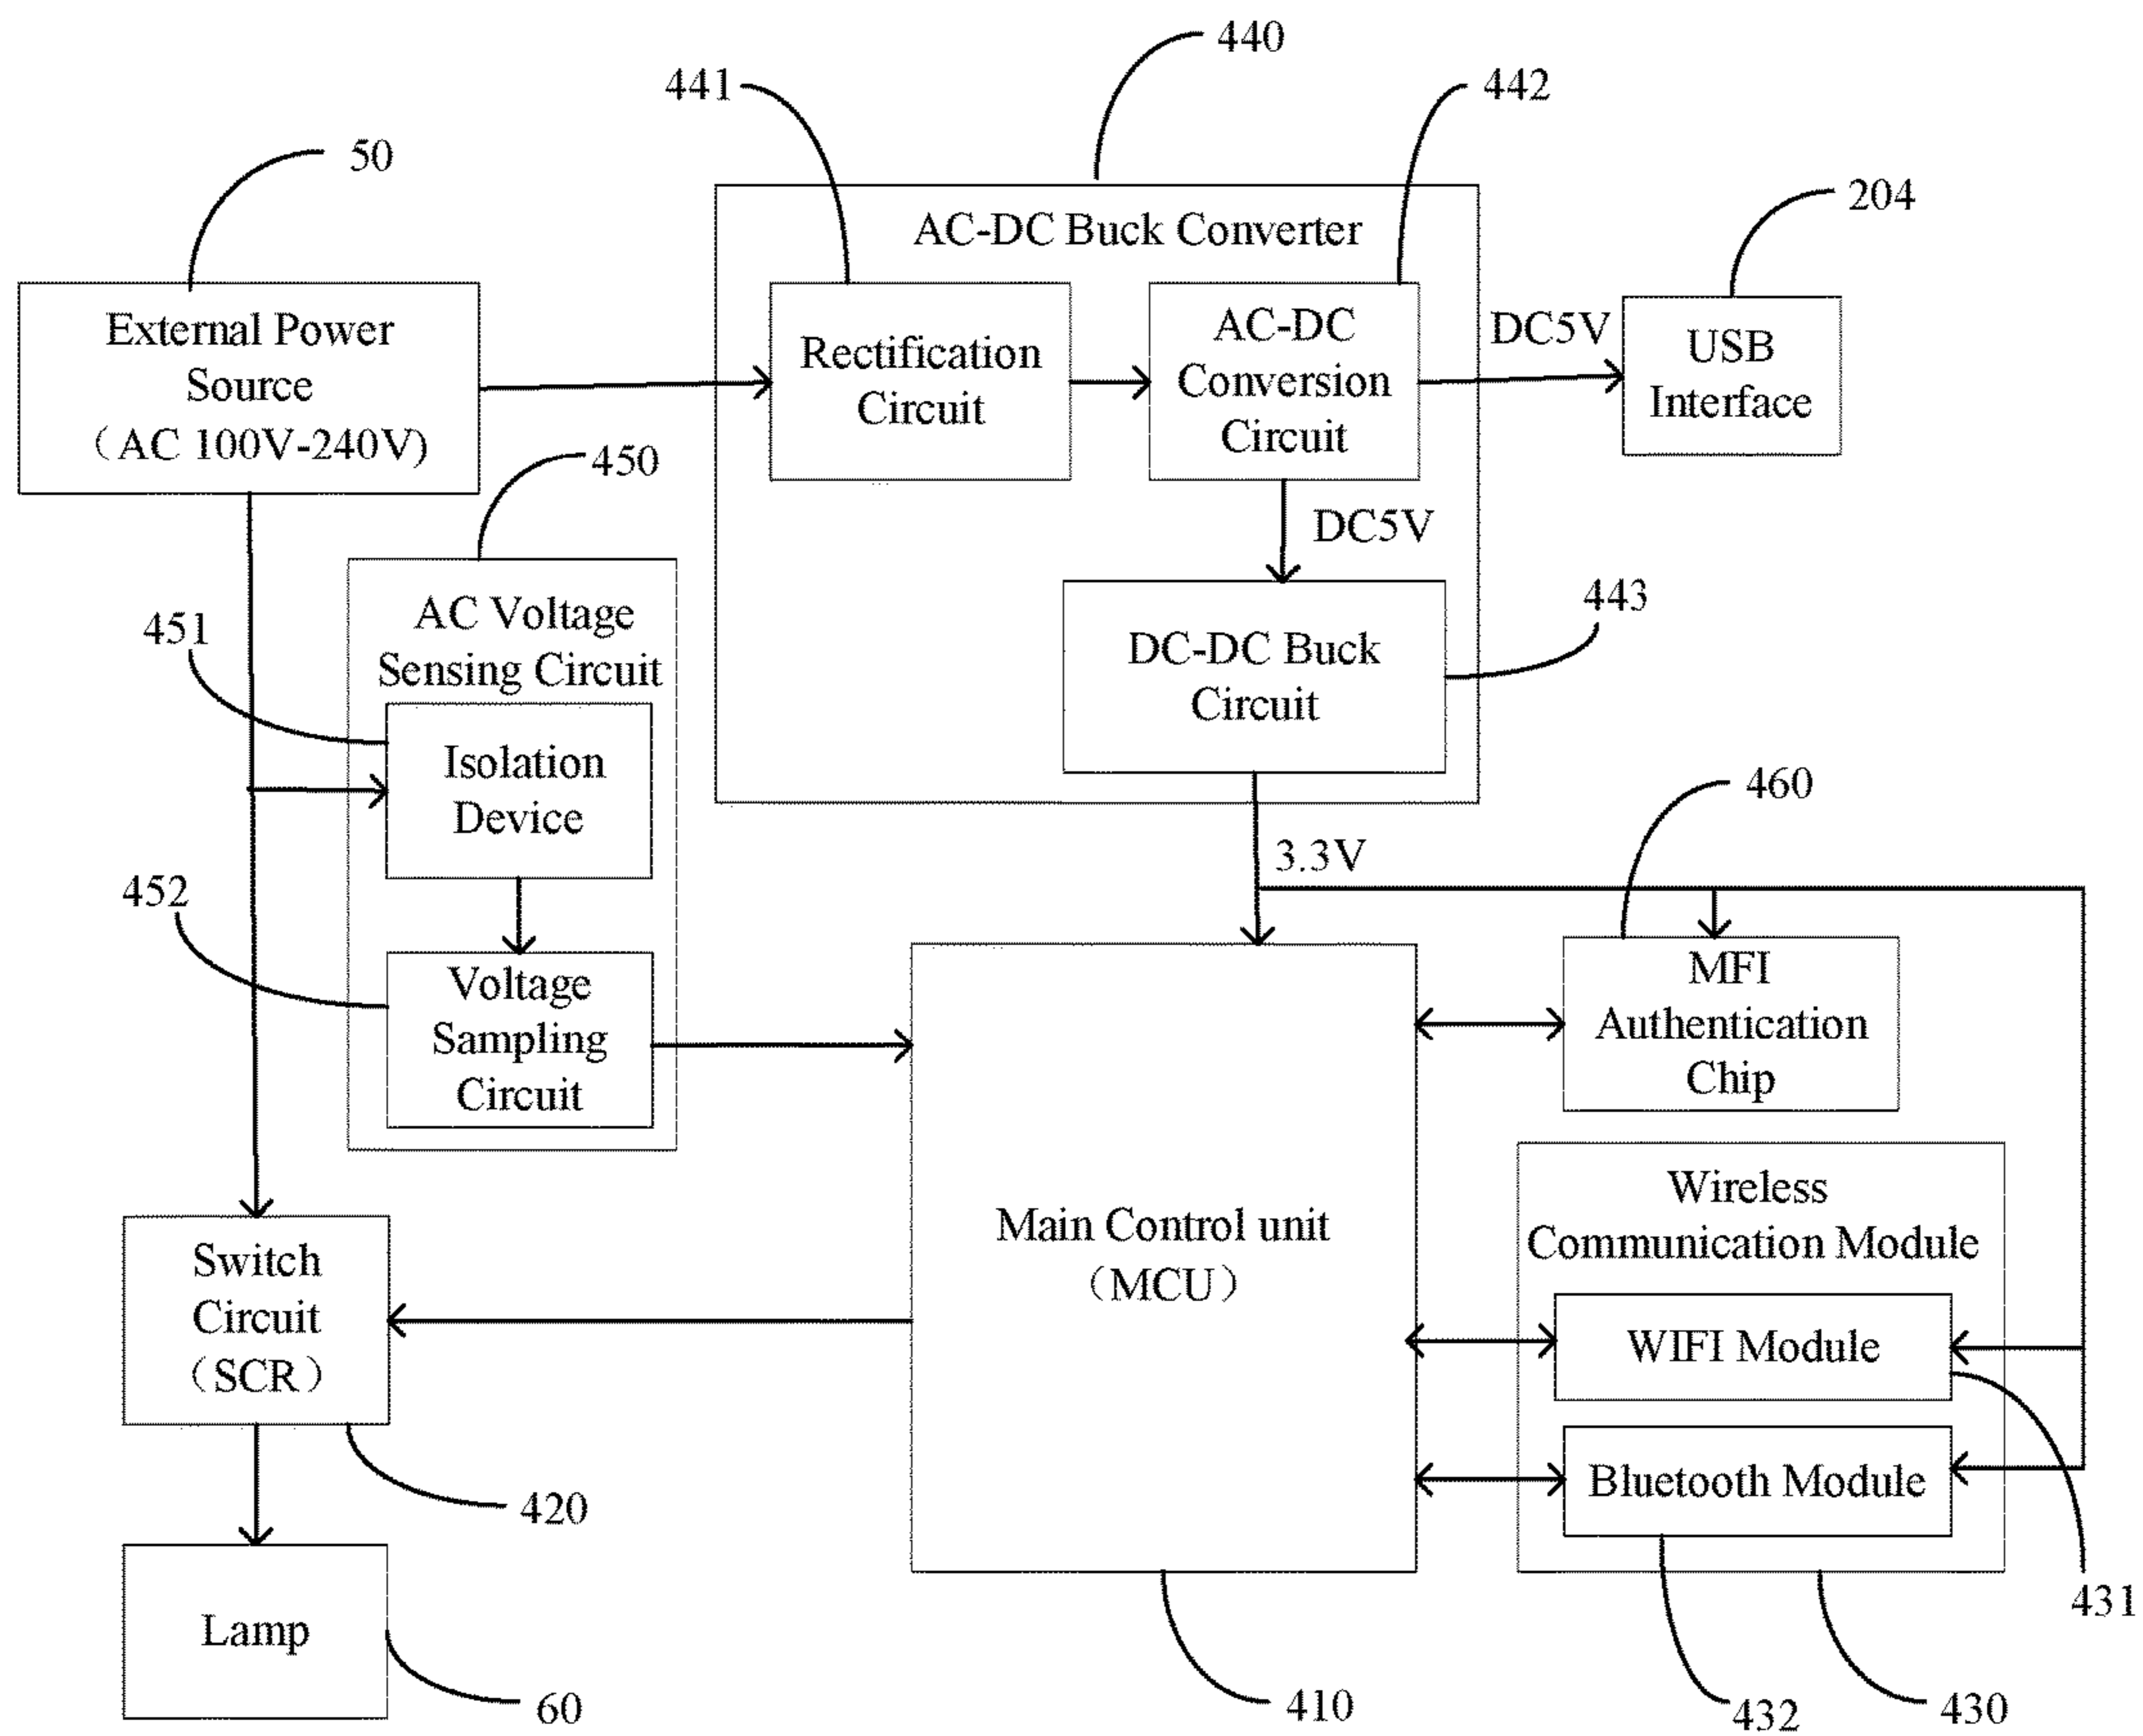 440
441
442
50
204
AC-DC Buck Converter
External Power
Source
（AC 100V-240V)
Rectification
Circuit
AC-DC
Conversion
Circuit
DC5V
USB
Interface
450
DC5V
451
AC Voltage
Sensing Circuit
443
DC-DC Buck
Circuit
Isolation
Device
460
3.3V
452
Voltage
Sampling
Circuit
MFI
Authentication
Chip
Wireless
Communication Module
Main Control unit
（MCU）
Switch
Circuit
（SCR）
WIFI Module
Bluetooth Module
420
431
Lamp
60
410
432
430